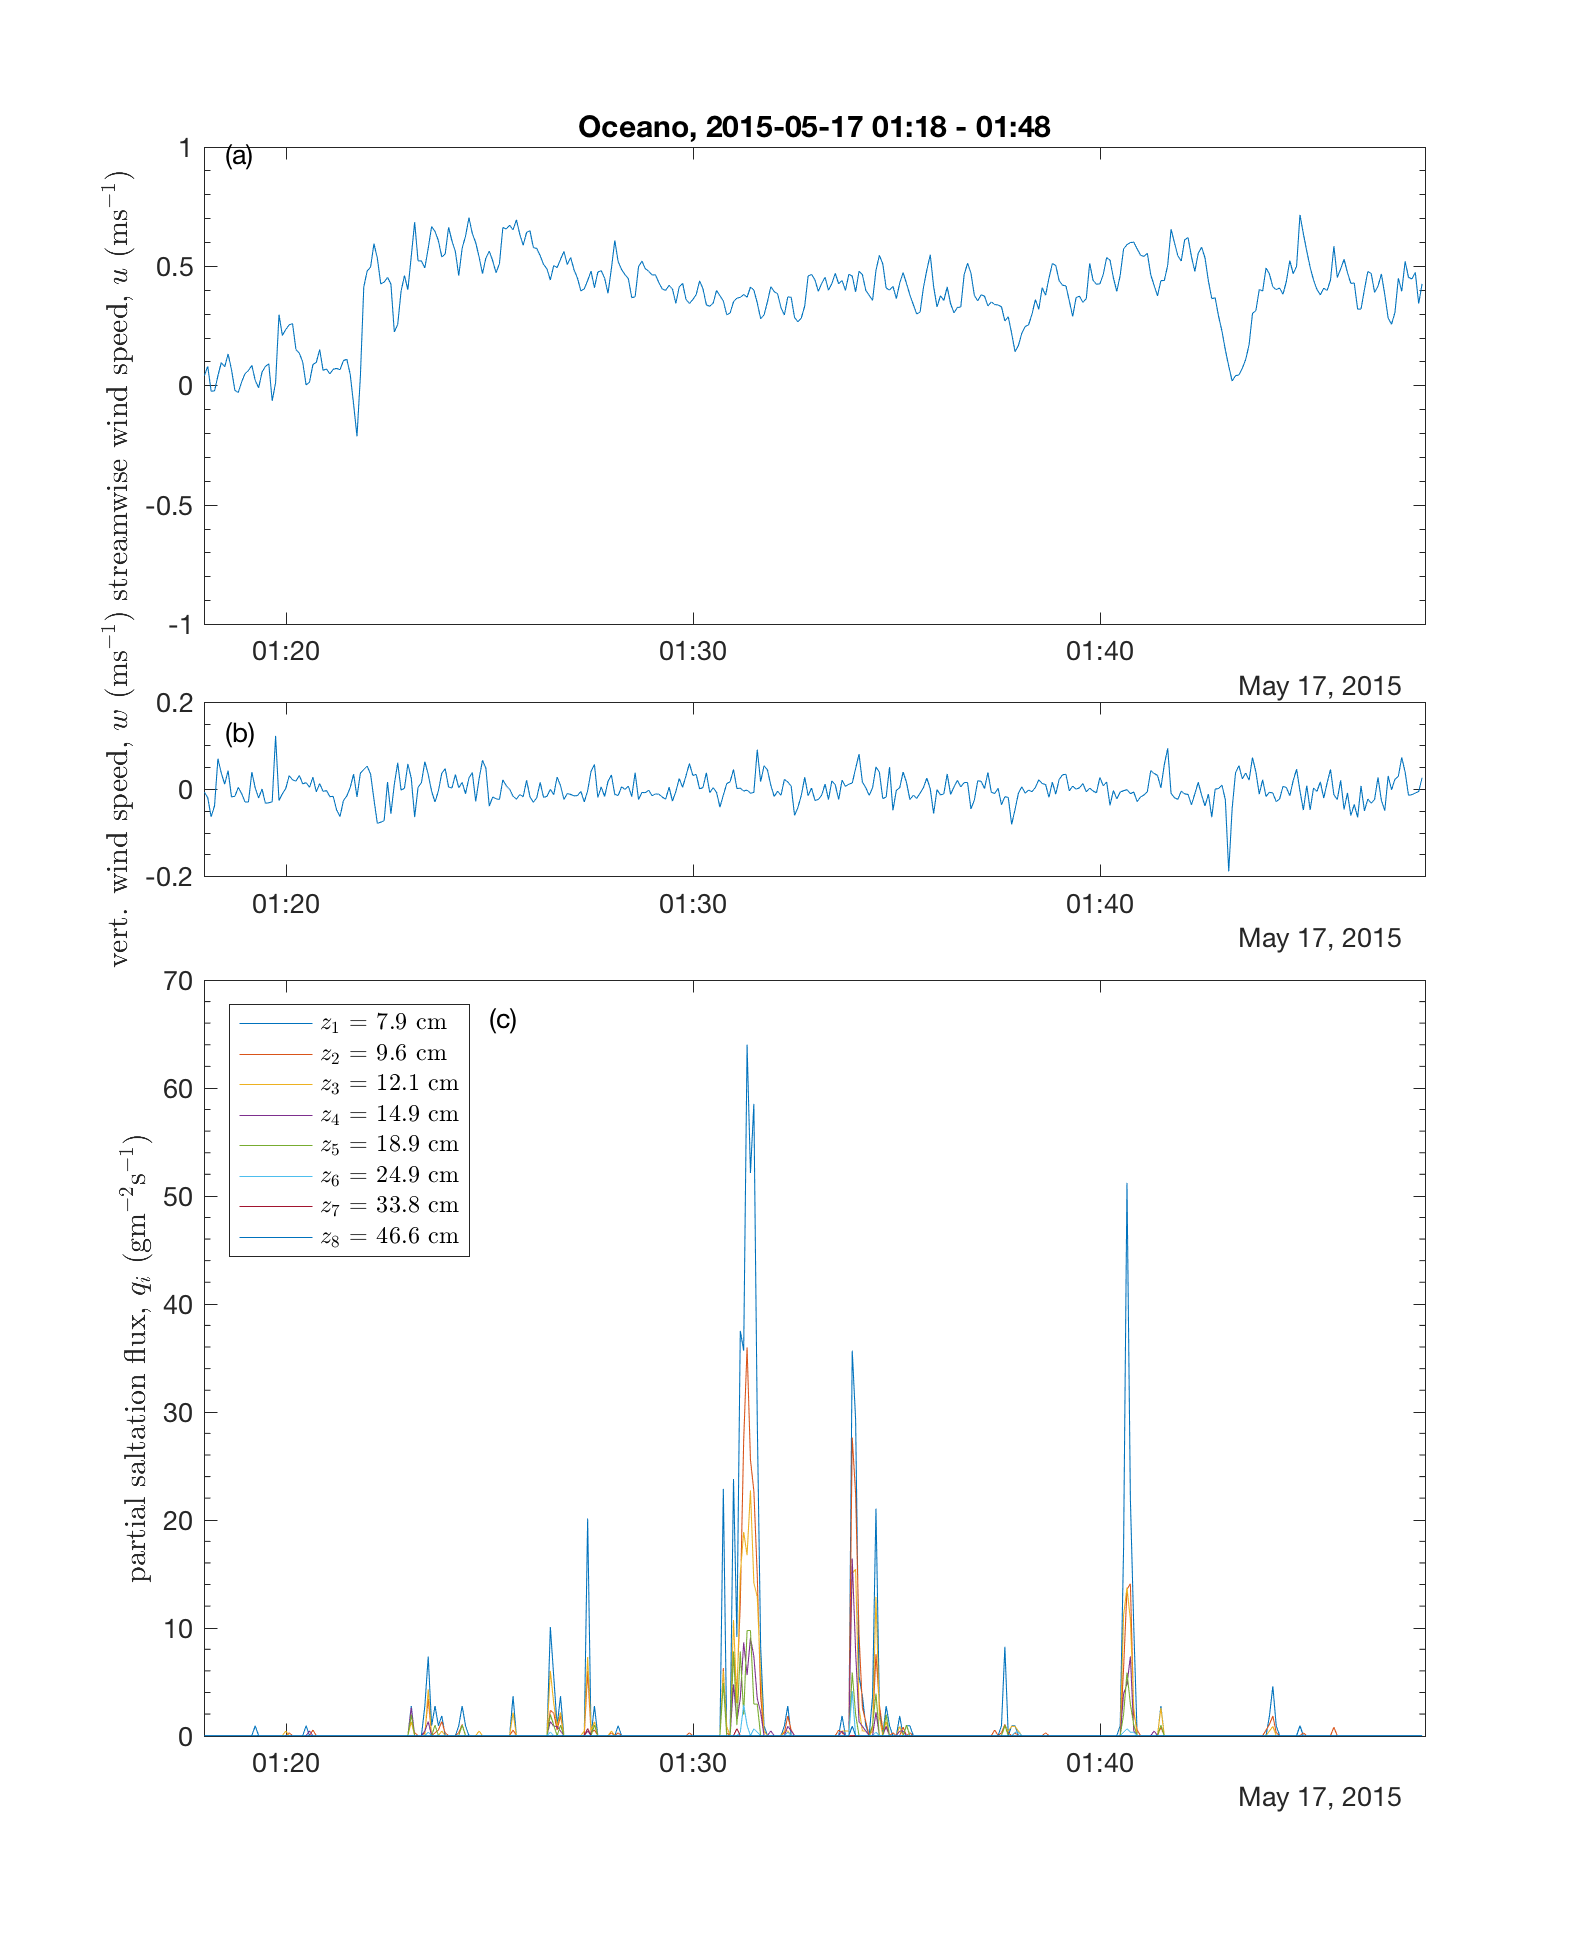 Oceano, 2015-05-17 01:18 - 01:48
(a)
streamwise wind speed, u (ms⁻¹)
1
0.5
0
-0.5
-1
01:20 01:30 01:40
May 17, 2015
(b)
vert. wind speed, w (ms⁻¹)
0.2
0
-0.2
01:20 01:30 01:40
May 17, 2015
(c)
partial saltation flux, qᵢ (gm⁻²s⁻¹)
70
60
50
40
30
20
10
0
z₁ = 7.9 cm
z₂ = 9.6 cm
z₃ = 12.1 cm
z₄ = 14.9 cm
z₅ = 18.9 cm
z₆ = 24.9 cm
z₇ = 33.8 cm
z₈ = 46.6 cm
01:20 01:30 01:40
May 17, 2015